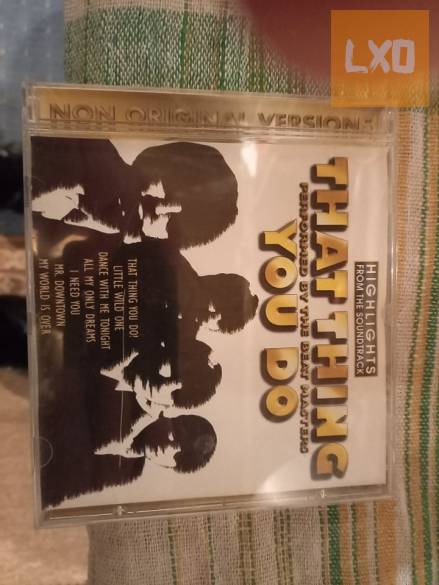 LXO
NON ORIGINAL VERSIONS
HIGHLIGHTS
FROM THE SOUNDTRACK
THAT THING
PERFORMED BY THE BEAT MASTERS
YOU DO
THAT THING YOU DO!
LITTLE WILD ONE
DANCE WITH ME TONIGHT
ALL MY ONLY DREAMS
I NEED YOU
MR. DOWNTOWN
MY WORLD IS OVER